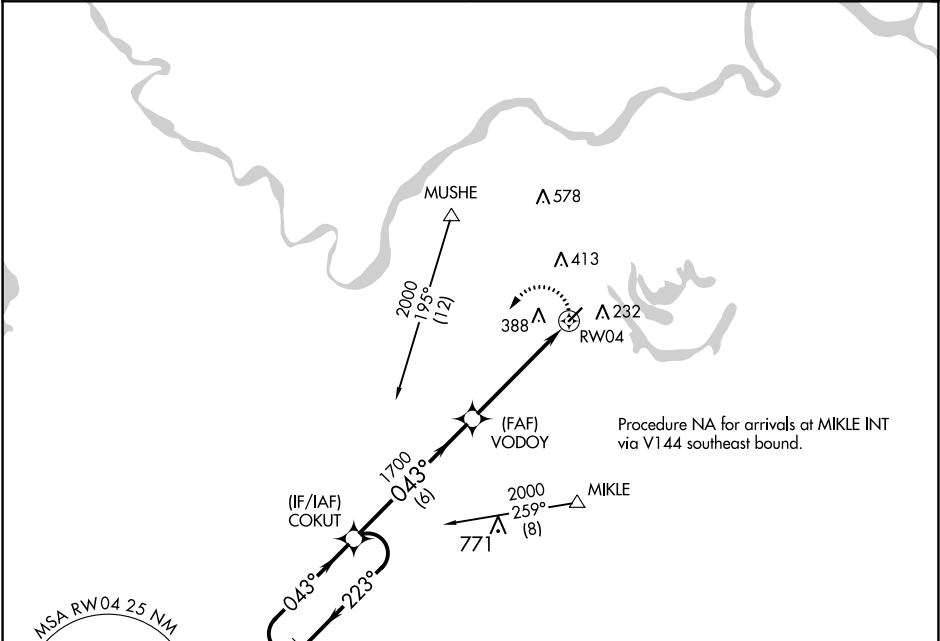 MUSHE
578
413
2000
195°
(12)
388
232
RW04
(FAF)
VODOY
Procedure NA for arrivals at MIKLE INT
via V144 southeast bound.
1700
043°
(6)
2000
259°
(8)
MIKLE
771
(IF/IAF)
COKUT
043°
223°
MSA RW04 25 NM